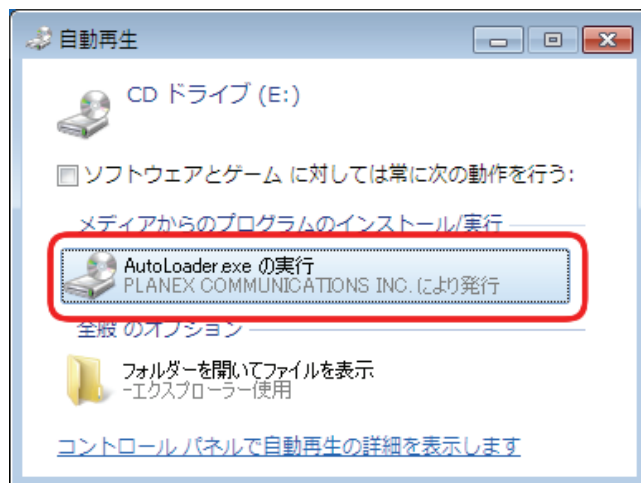 自動再生
CD ドライブ (E:)
ソフトウェアとゲーム に対しては常に次の動作を行う:
メディアからのプログラムのインストール/実行
AutoLoader.exe の実行
PLANEX COMMUNICATIONS INC. により発行
全般 のオプション
フォルダーを開いてファイルを表示
-エクスプローラー使用
コントロール パネルで自動再生の詳細を表示します